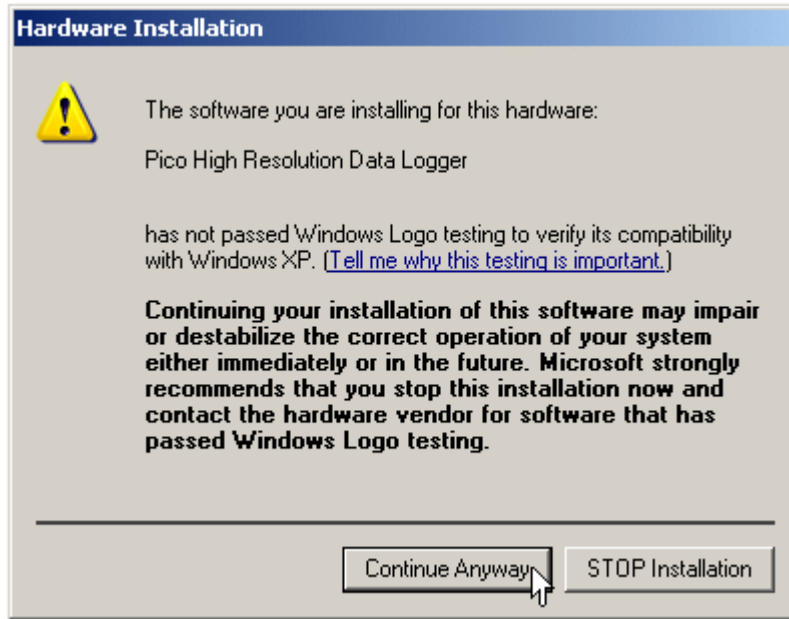 Hardware Installation
The software you are installing for this hardware:
Pico High Resolution Data Logger
has not passed Windows Logo testing to verify its compatibility
with Windows XP. (Tell me why this testing is important.)
Continuing your installation of this software may impair
or destabilize the correct operation of your system
either immediately or in the future. Microsoft strongly
recommends that you stop this installation now and
contact the hardware vendor for software that has
passed Windows Logo testing.
Continue Anyway
STOP Installation